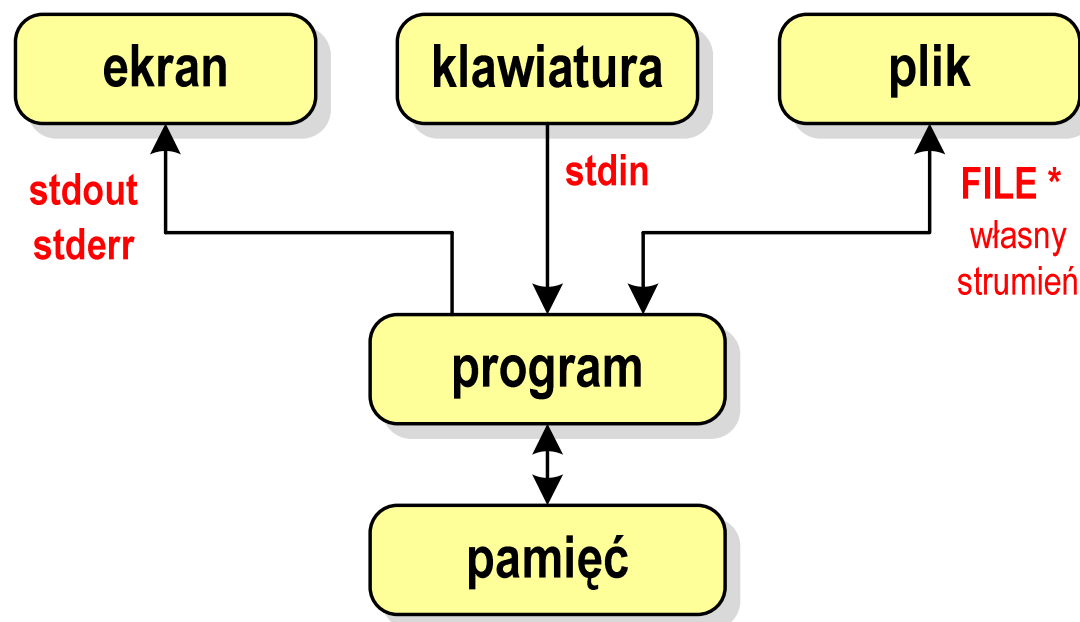 ekran
klawiatura
plik
stdout
stderr
stdin
FILE *
własny
strumień
program
pamięć